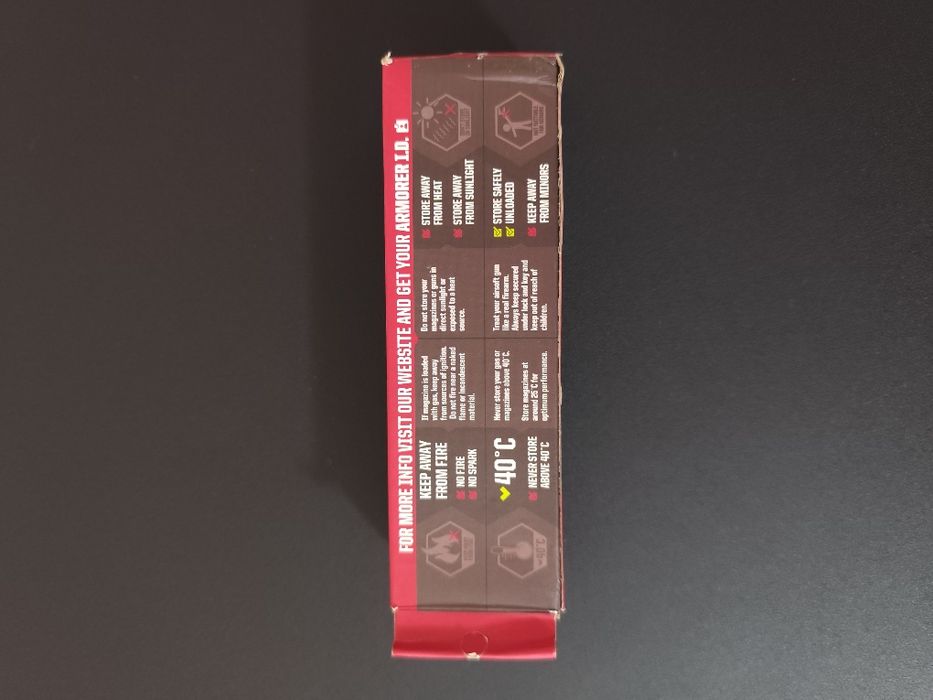 FOR MORE INFO VISIT OUR WEBSITE AND GET YOUR ARMORER I.D.
KEEP AWAY
FROM FIRE
NO FIRE
NO SPARK
If magazine is loaded
with gas, keep away
from sources of ignition.
Do not fire near a naked
flame or incandescent
material.
Do not store your
magazines or guns in
direct sunlight or
exposed to a heat
source.
STORE AWAY
FROM HEAT
STORE AWAY
FROM SUNLIGHT
40°C
40°C
NEVER STORE
ABOVE 40°C
Never store your gas or
magazines above 40°C.
Store magazines at
around 25°C for
optimum performance.
Treat your airsoft gun
like a real firearm.
Always keep secured
under lock and key and
keep out of reach of
children.
STORE SAFELY
UNLOADED
KEEP AWAY
FROM MINORS